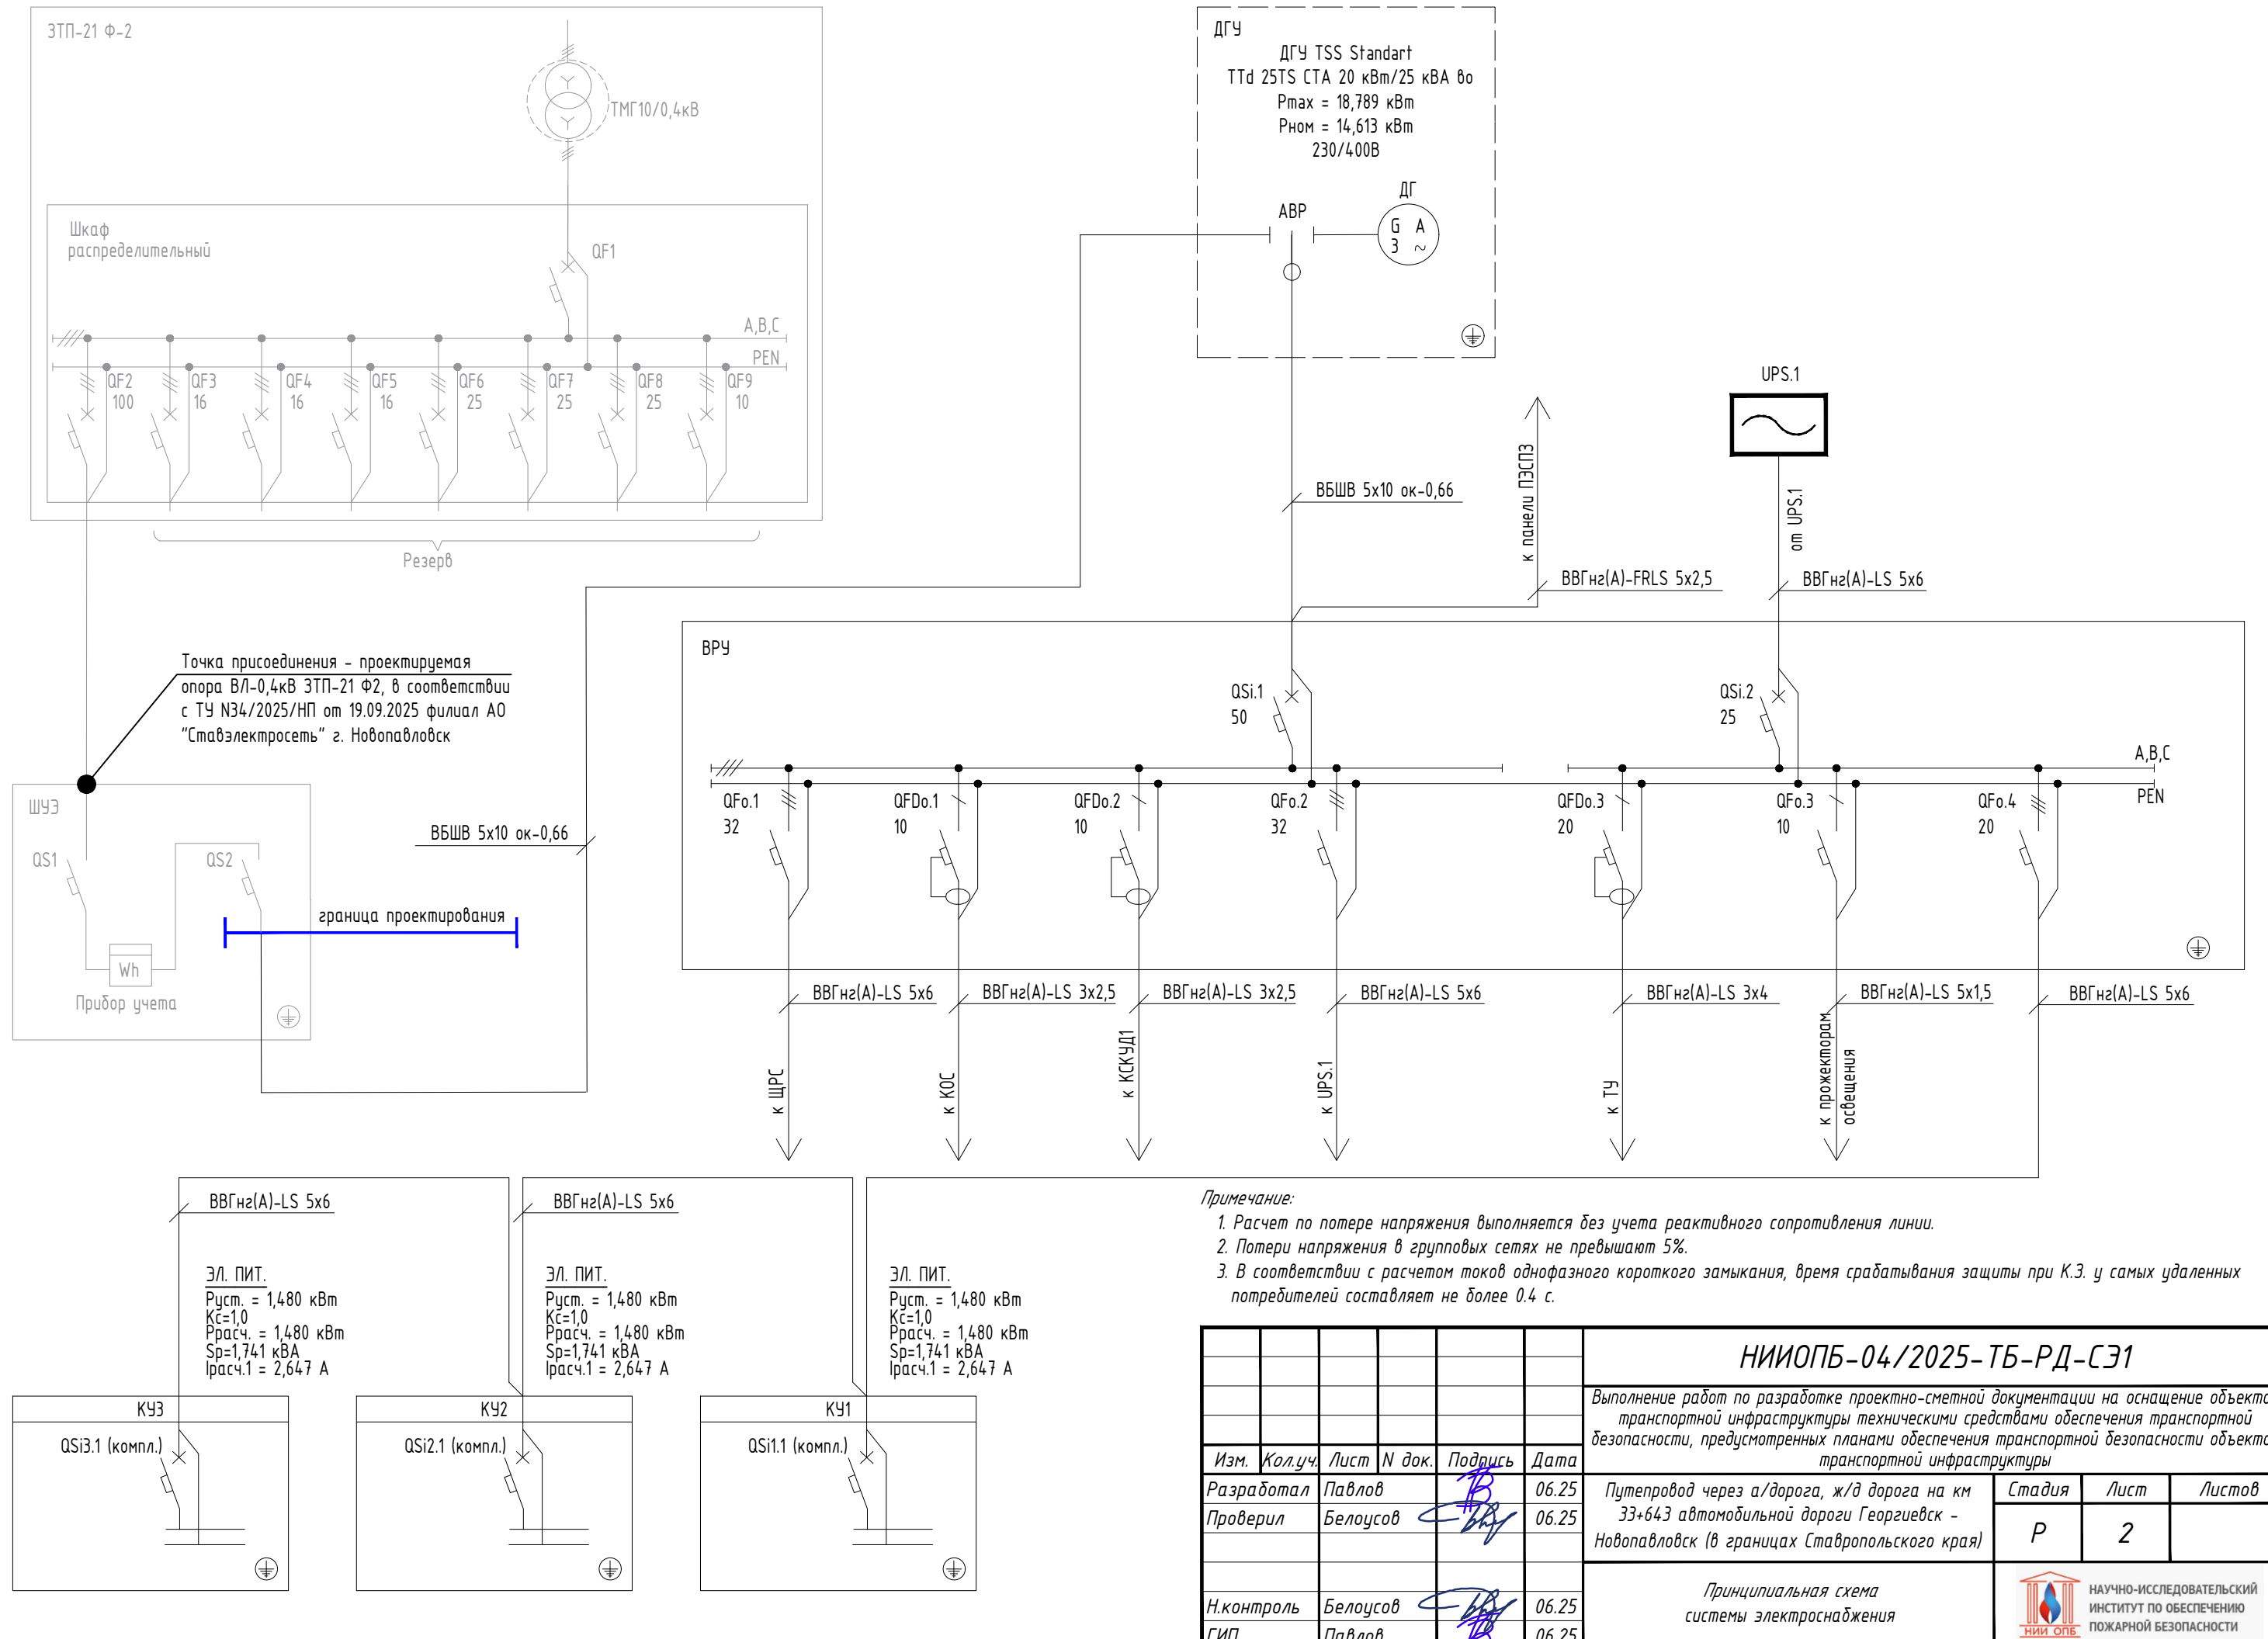 ЗТП-21 Ф-2
ТМГ10/0,4кВ
Шкаф
распределительный
QF1
A,B,C
PEN
QF2
100
QF3
16
QF4
16
QF5
16
QF6
25
QF7
25
QF8
25
QF9
10
Резерв
ДГУ
ДГУ TSS Standart
TTd 25TS CTA 20 кВт/25 кВА во
Pmax = 18,789 кВт
Рном = 14,613 кВт
230/400В
АВР
ДГ
G A
3 ~
ВБШВ 5х10 ок-0,66
к панели ПЭСПЗ
ВВГнг(А)-FRLS 5х2,5
UPS.1
от UPS.1
ВВГнг(А)-LS 5х6
Точка присоединения - проектируемая
опора ВЛ-0,4кВ ЗТП-21 Ф2, в соответствии
с ТУ N34/2025/НП от 19.09.2025 филиал АО
"Ставэлектросеть" г. Новопавловск
ШУЭ
QS1
QS2
Wh
Прибор учета
ВБШВ 5х10 ок-0,66
граница проектирования
ВРУ
QSi.1
50
QSi.2
25
A,B,C
PEN
QFo.1
32
QFDo.1
10
QFDo.2
10
QFo.2
32
QFDo.3
20
QFo.3
10
QFo.4
20
ВВГнг(А)-LS 5х6
ВВГнг(А)-LS 3х2,5
ВВГнг(А)-LS 3х2,5
ВВГнг(А)-LS 5х6
ВВГнг(А)-LS 3х4
ВВГнг(А)-LS 5х1,5
ВВГнг(А)-LS 5х6
к ЩРС
к КОС
к КСКУД1
к UPS.1
к ТУ
к прожекторам
освещения
ВВГнг(А)-LS 5х6
ВВГнг(А)-LS 5х6
ЭЛ. ПИТ.
Руст. = 1,480 кВт
Кс=1,0
Ррасч. = 1,480 кВт
Sр=1,741 кВА
Iрасч.1 = 2,647 А
ЭЛ. ПИТ.
Руст. = 1,480 кВт
Кс=1,0
Ррасч. = 1,480 кВт
Sр=1,741 кВА
Iрасч.1 = 2,647 А
ЭЛ. ПИТ.
Руст. = 1,480 кВт
Кс=1,0
Ррасч. = 1,480 кВт
Sр=1,741 кВА
Iрасч.1 = 2,647 А
КУ3
QSi3.1 (компл.)
КУ2
QSi2.1 (компл.)
КУ1
QSi1.1 (компл.)
Примечание:
1. Расчет по потере напряжения выполняется без учета реактивного сопротивления линии.
2. Потери напряжения в групповых сетях не превышают 5%.
3. В соответствии с расчетом токов однофазного короткого замыкания, время срабатывания защиты при К.З. у самых удаленных
потребителей составляет не более 0.4 с.
НИИОПБ-04/2025-ТБ-РД-СЭ1
Выполнение работ по разработке проектно-сметной документации на оснащение объекта
транспортной инфраструктуры техническими средствами обеспечения транспортной
безопасности, предусмотренных планами обеспечения транспортной безопасности объекта
транспортной инфраструктуры
Изм. Кол.уч. Лист N док. Подпись Дата
Разработал Павлов 06.25
Проверил Белоусов 06.25
Путепровод через а/дорога, ж/д дорога на км
33+643 автомобильной дороги Георгиевск -
Новопавловск (в границах Ставропольского края)
Стадия Лист Листов
Р 2
Н.контроль Белоусов 06.25
ГИП Павлов 06.25
Принципиальная схема
системы электроснабжения
НИИ ОПБ
НАУЧНО-ИССЛЕДОВАТЕЛЬСКИЙ
ИНСТИТУТ ПО ОБЕСПЕЧЕНИЮ
ПОЖАРНОЙ БЕЗОПАСНОСТИ